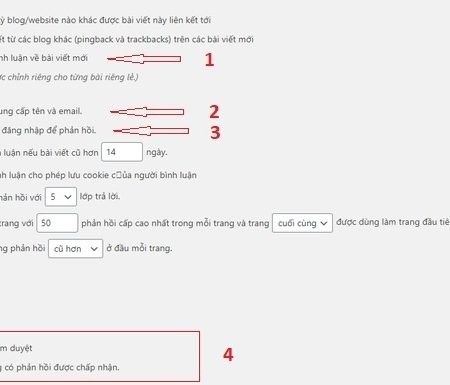 ỳ blog/website nào khác được bài viết này liên kết tới
ết từ các blog khác (pingback và trackbacks) trên các bài viết mới
nh luận về bài viết mới 1
ợc chỉnh riêng cho từng bài riêng lẻ.)
ung cấp tên và email. 2
đăng nhập để phản hồi. 3
n luận nếu bài viết cũ hơn 14 ngày.
nh luận cho phép lưu cookie c□ủa người bình luận
hản hồi với 5 lớp trả lời.
trang với 50 phản hồi cấp cao nhất trong mỗi trang và trang cuối cùng được dùng làm trang đầu tiê
ng phản hồi cũ hơn ở đầu mỗi trang.
m duyệt
g có phản hồi được chấp nhận.
4